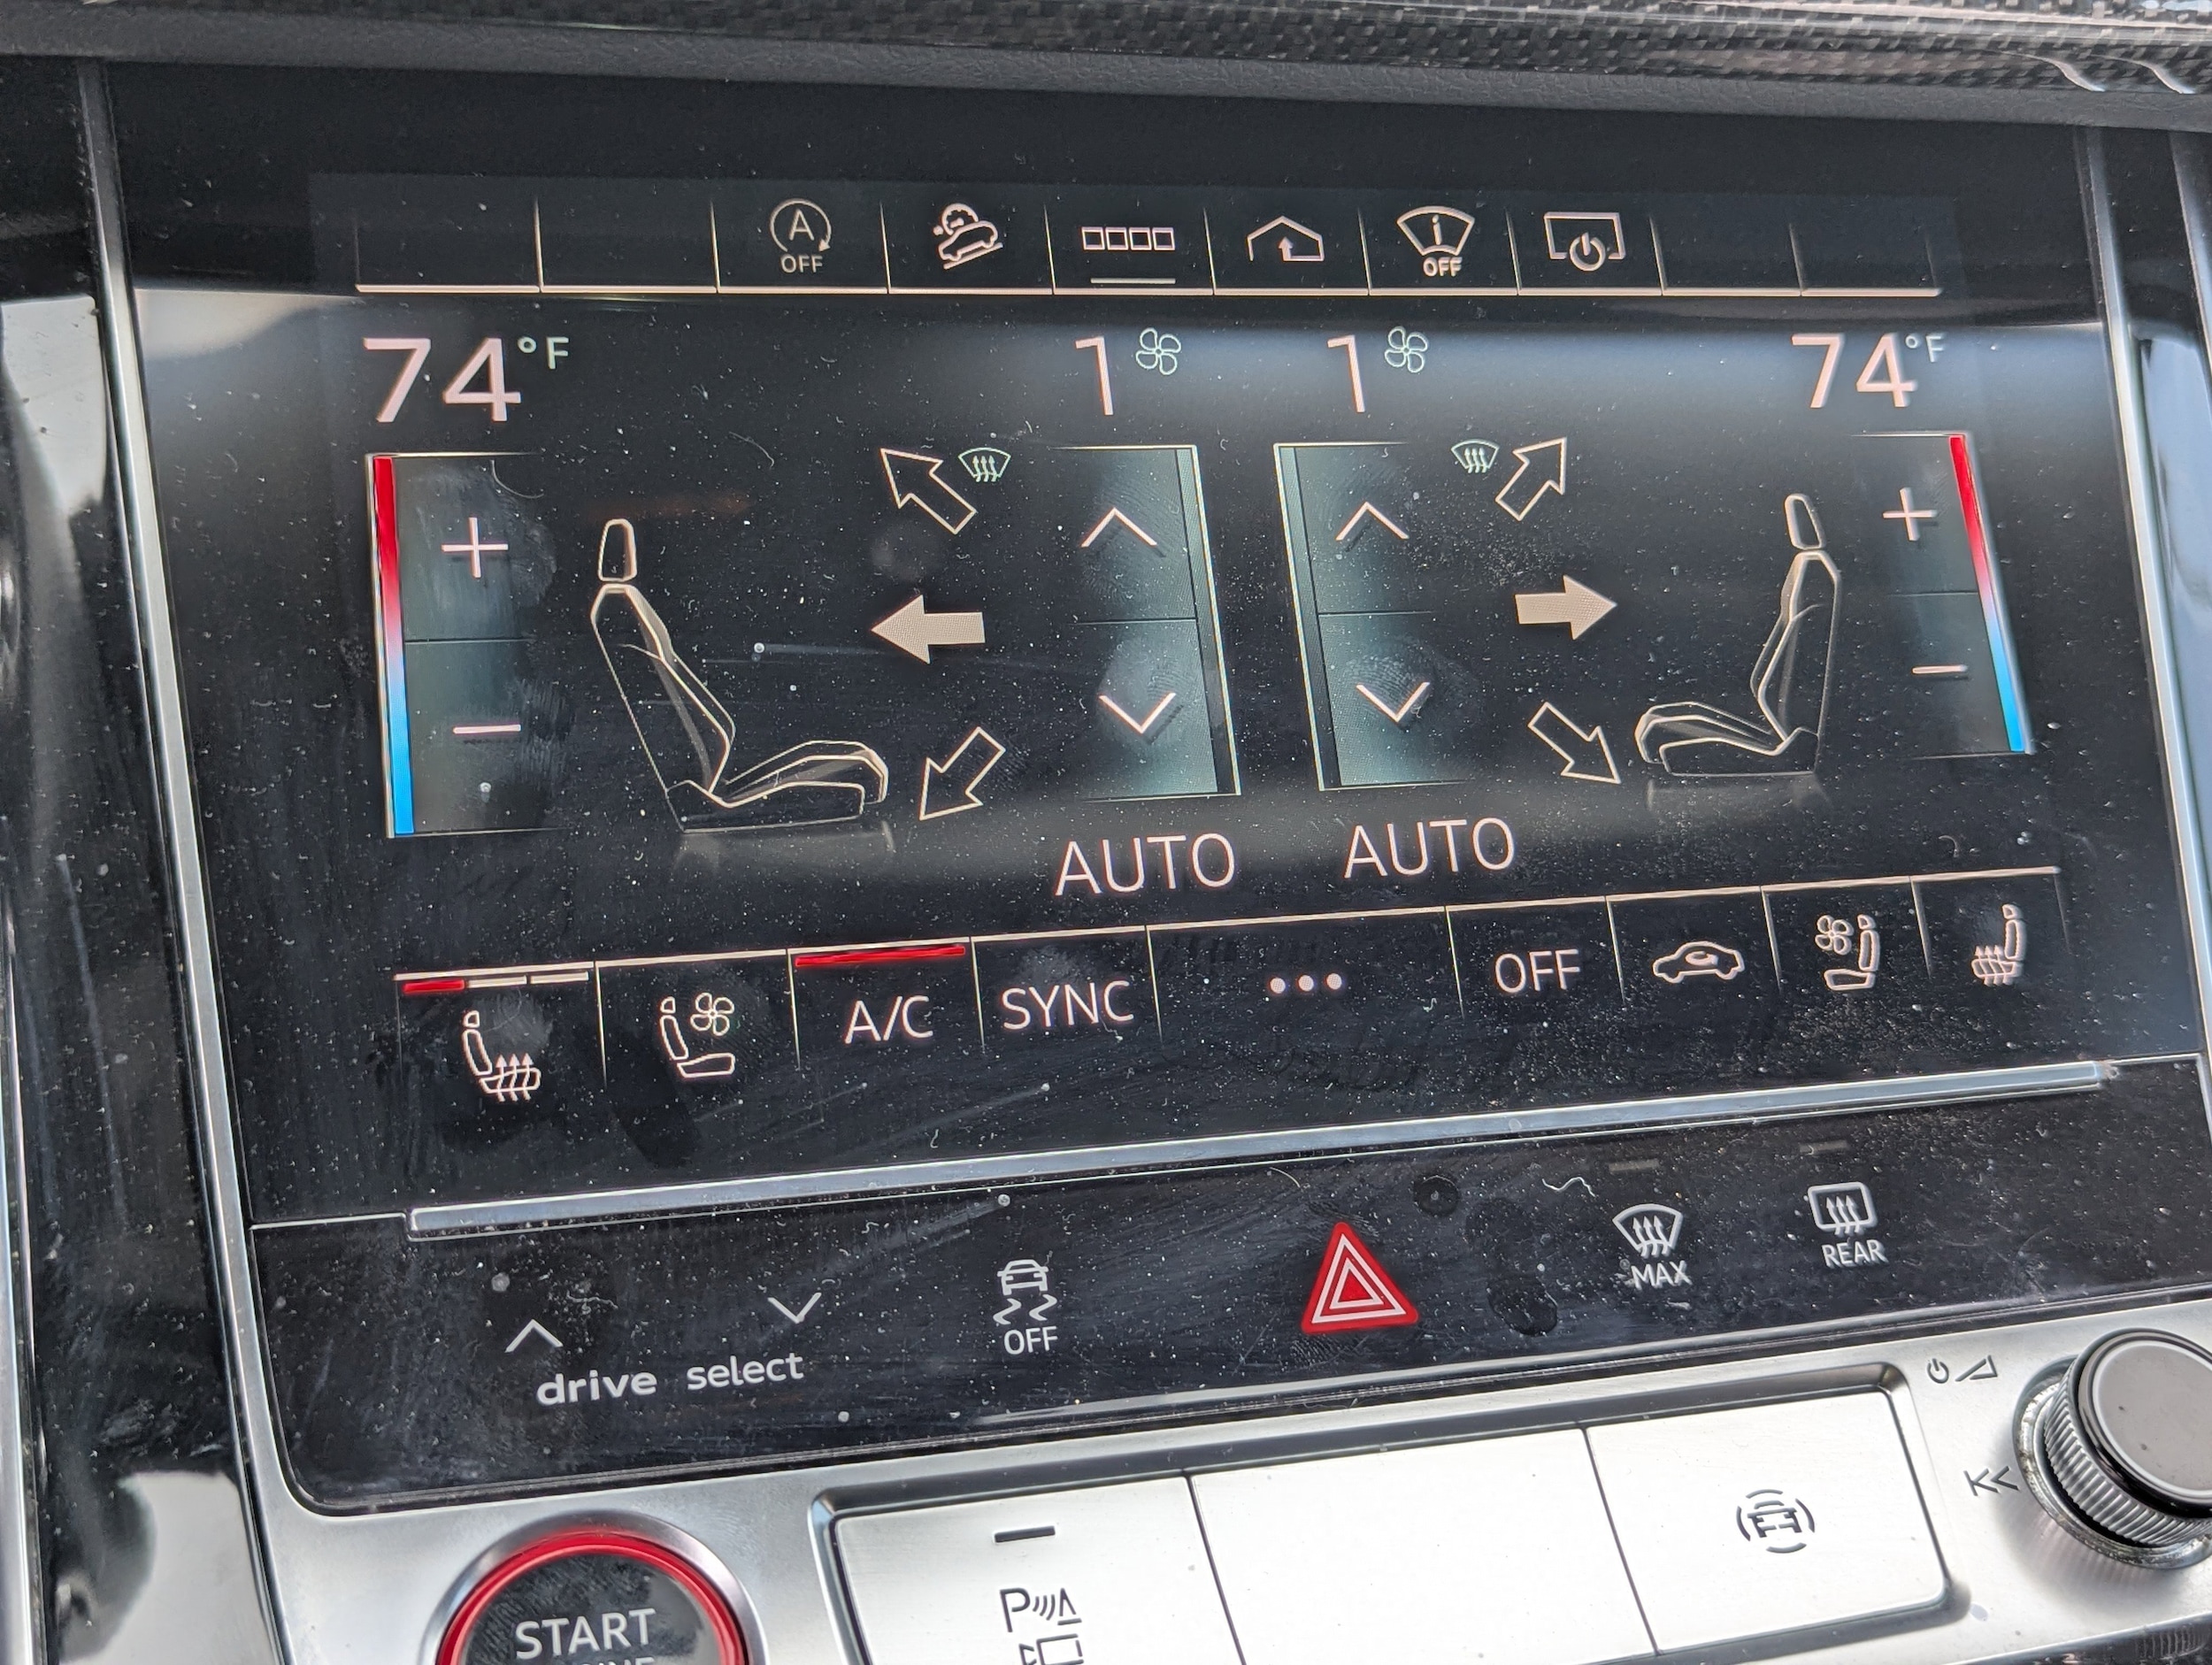 A
OFF
i
OFF
74°F 1 1 74°F
AUTO AUTO
A/C SYNC ... OFF
drive select
OFF
MAX
REAR
START
P